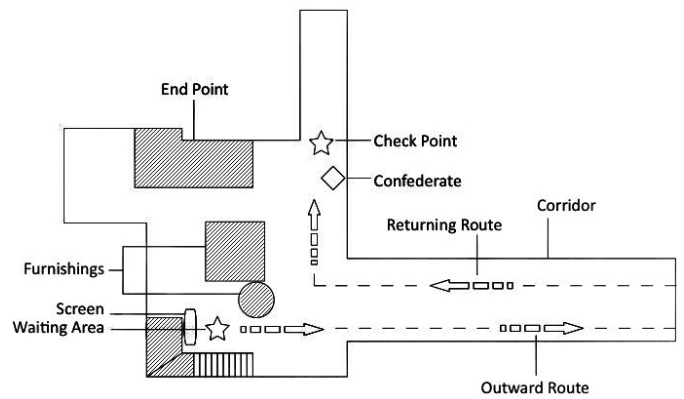 End Point
Check Point
Confederate
Corridor
Returning Route
Furnishings
Screen
Waiting Area
Outward Route